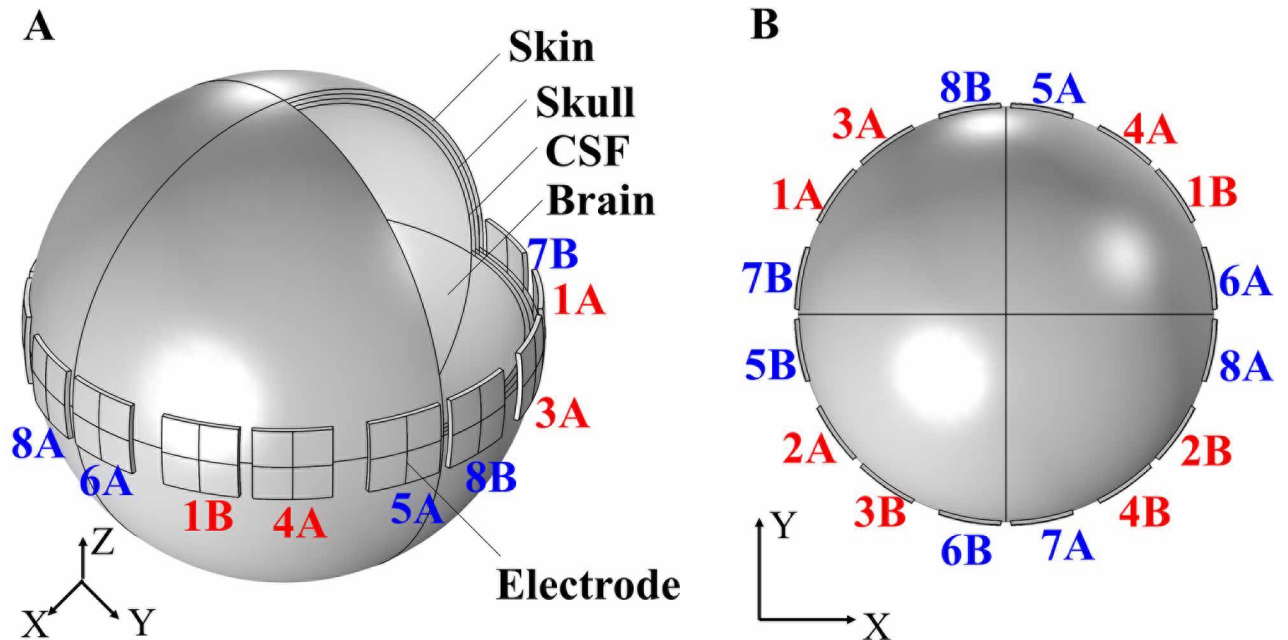 A
Skin
Skull
CSF
Brain
7B
1A
3A
8A
6A
1B
4A
5A
8B
Electrode
Z
X
Y
B
8B
5A
3A
4A
1A
1B
7B
6A
5B
8A
2A
2B
3B
4B
6B
7A
Y
X